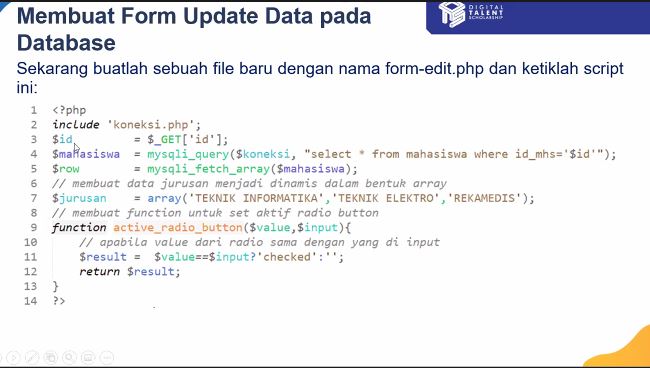 Membuat Form Update Data pada
Database
DIGITAL
TALENT
SCHOLARSHIP
Sekarang buatlah sebuah file baru dengan nama form-edit.php dan ketiklah script
ini:
1 <?php
2 include 'koneksi.php';
3 $id = $_GET['id'];
4 $mahasiswa = mysqli_query($koneksi, "select * from mahasiswa where id_mhs='$id'");
5 $row = mysqli_fetch_array($mahasiswa);
6 // membuat data jurusan menjadi dinamis dalam bentuk array
7 $jurusan = array('TEKNIK INFORMATIKA','TEKNIK ELEKTRO','REKAMEDIS');
8 // membuat function untuk set aktif radio button
9 function active_radio_button($value,$input){
10 // apabila value dari radio sama dengan yang di input
11 $result = $value==$input?'checked':'';
12 return $result;
13 }
14 ?>